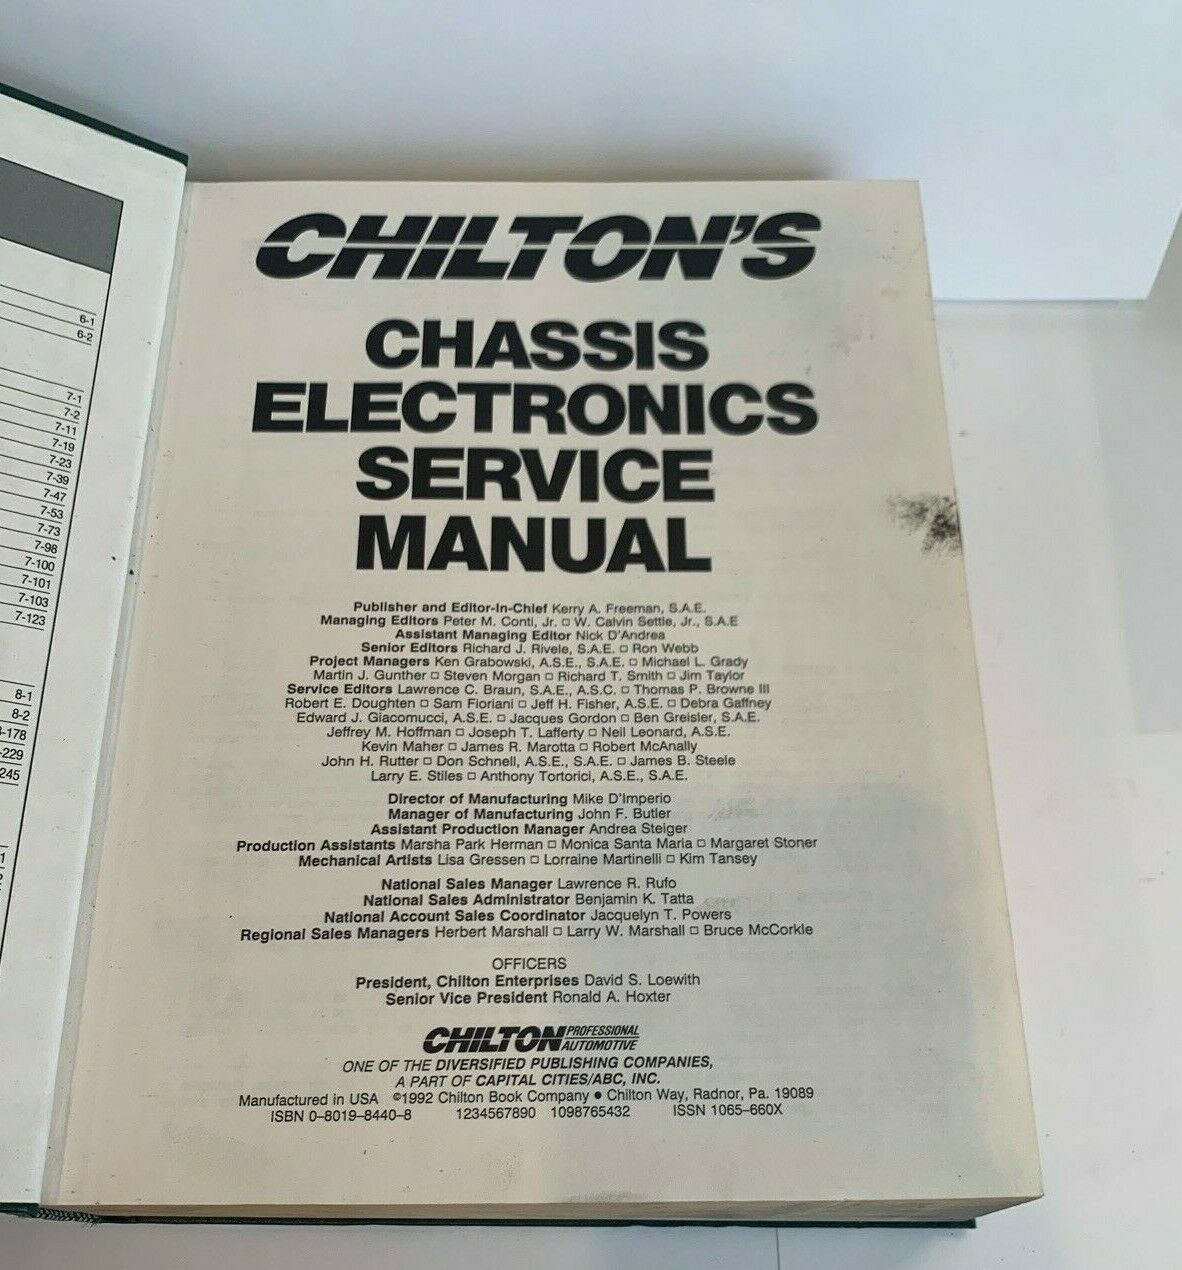 6-1
6-2
7-1
7-2
7-11
7-19
7-23
7-39
7-47
7-53
7-73
7-98
7-100
7-101
7-103
7-123
8-1
8-2
-178
-229
245
1
CHILTON'S
CHASSIS
ELECTRONICS
SERVICE
MANUAL
Publisher and Editor-In-Chief Kerry A. Freeman, S.A.E.
Managing Editors Peter M. Conti, Jr. □ W. Calvin Settle, Jr., S.A.E
Assistant Managing Editor Nick D'Andrea
Senior Editors Richard J. Rivele, S.A.E. □ Ron Webb
Project Managers Ken Grabowski, A.S.E., S.A.E. □ Michael L. Grady
Martin J. Gunther □ Steven Morgan □ Richard T. Smith □ Jim Taylor
Service Editors Lawrence C. Braun, S.A.E., A.S.C. □ Thomas P. Browne III
Robert E. Doughten □ Sam Fiorani □ Jeff H. Fisher, A.S.E. □ Debra Gaffney
Edward J. Giacomucci, A.S.E. □ Jacques Gordon □ Ben Greisler, S.A.E.
Jeffrey M. Hoffman □ Joseph T. Lafferty □ Neil Leonard, A.S.E.
Kevin Maher □ James R. Marotta □ Robert McAnally
John H. Rutter □ Don Schnell, A.S.E., S.A.E. □ James B. Steele
Larry E. Stiles □ Anthony Tortorici, A.S.E., S.A.E.
Director of Manufacturing Mike D'Imperio
Manager of Manufacturing John F. Butler
Assistant Production Manager Andrea Steiger
Production Assistants Marsha Park Herman □ Monica Santa Maria □ Margaret Stoner
Mechanical Artists Lisa Gressen □ Lorraine Martinelli □ Kim Tansey
National Sales Manager Lawrence R. Rufo
National Sales Administrator Benjamin K. Tatta
National Account Sales Coordinator Jacquelyn T. Powers
Regional Sales Managers Herbert Marshall □ Larry W. Marshall □ Bruce McCorkle
OFFICERS
President, Chilton Enterprises David S. Loewith
Senior Vice President Ronald A. Hoxter
CHILTON PROFESSIONAL AUTOMOTIVE
ONE OF THE DIVERSIFIED PUBLISHING COMPANIES,
A PART OF CAPITAL CITIES/ABC, INC.
Manufactured in USA ©1992 Chilton Book Company ● Chilton Way, Radnor, Pa. 19089
ISBN 0–8019–8440–8 1234567890 1098765432 ISSN 1065–660X